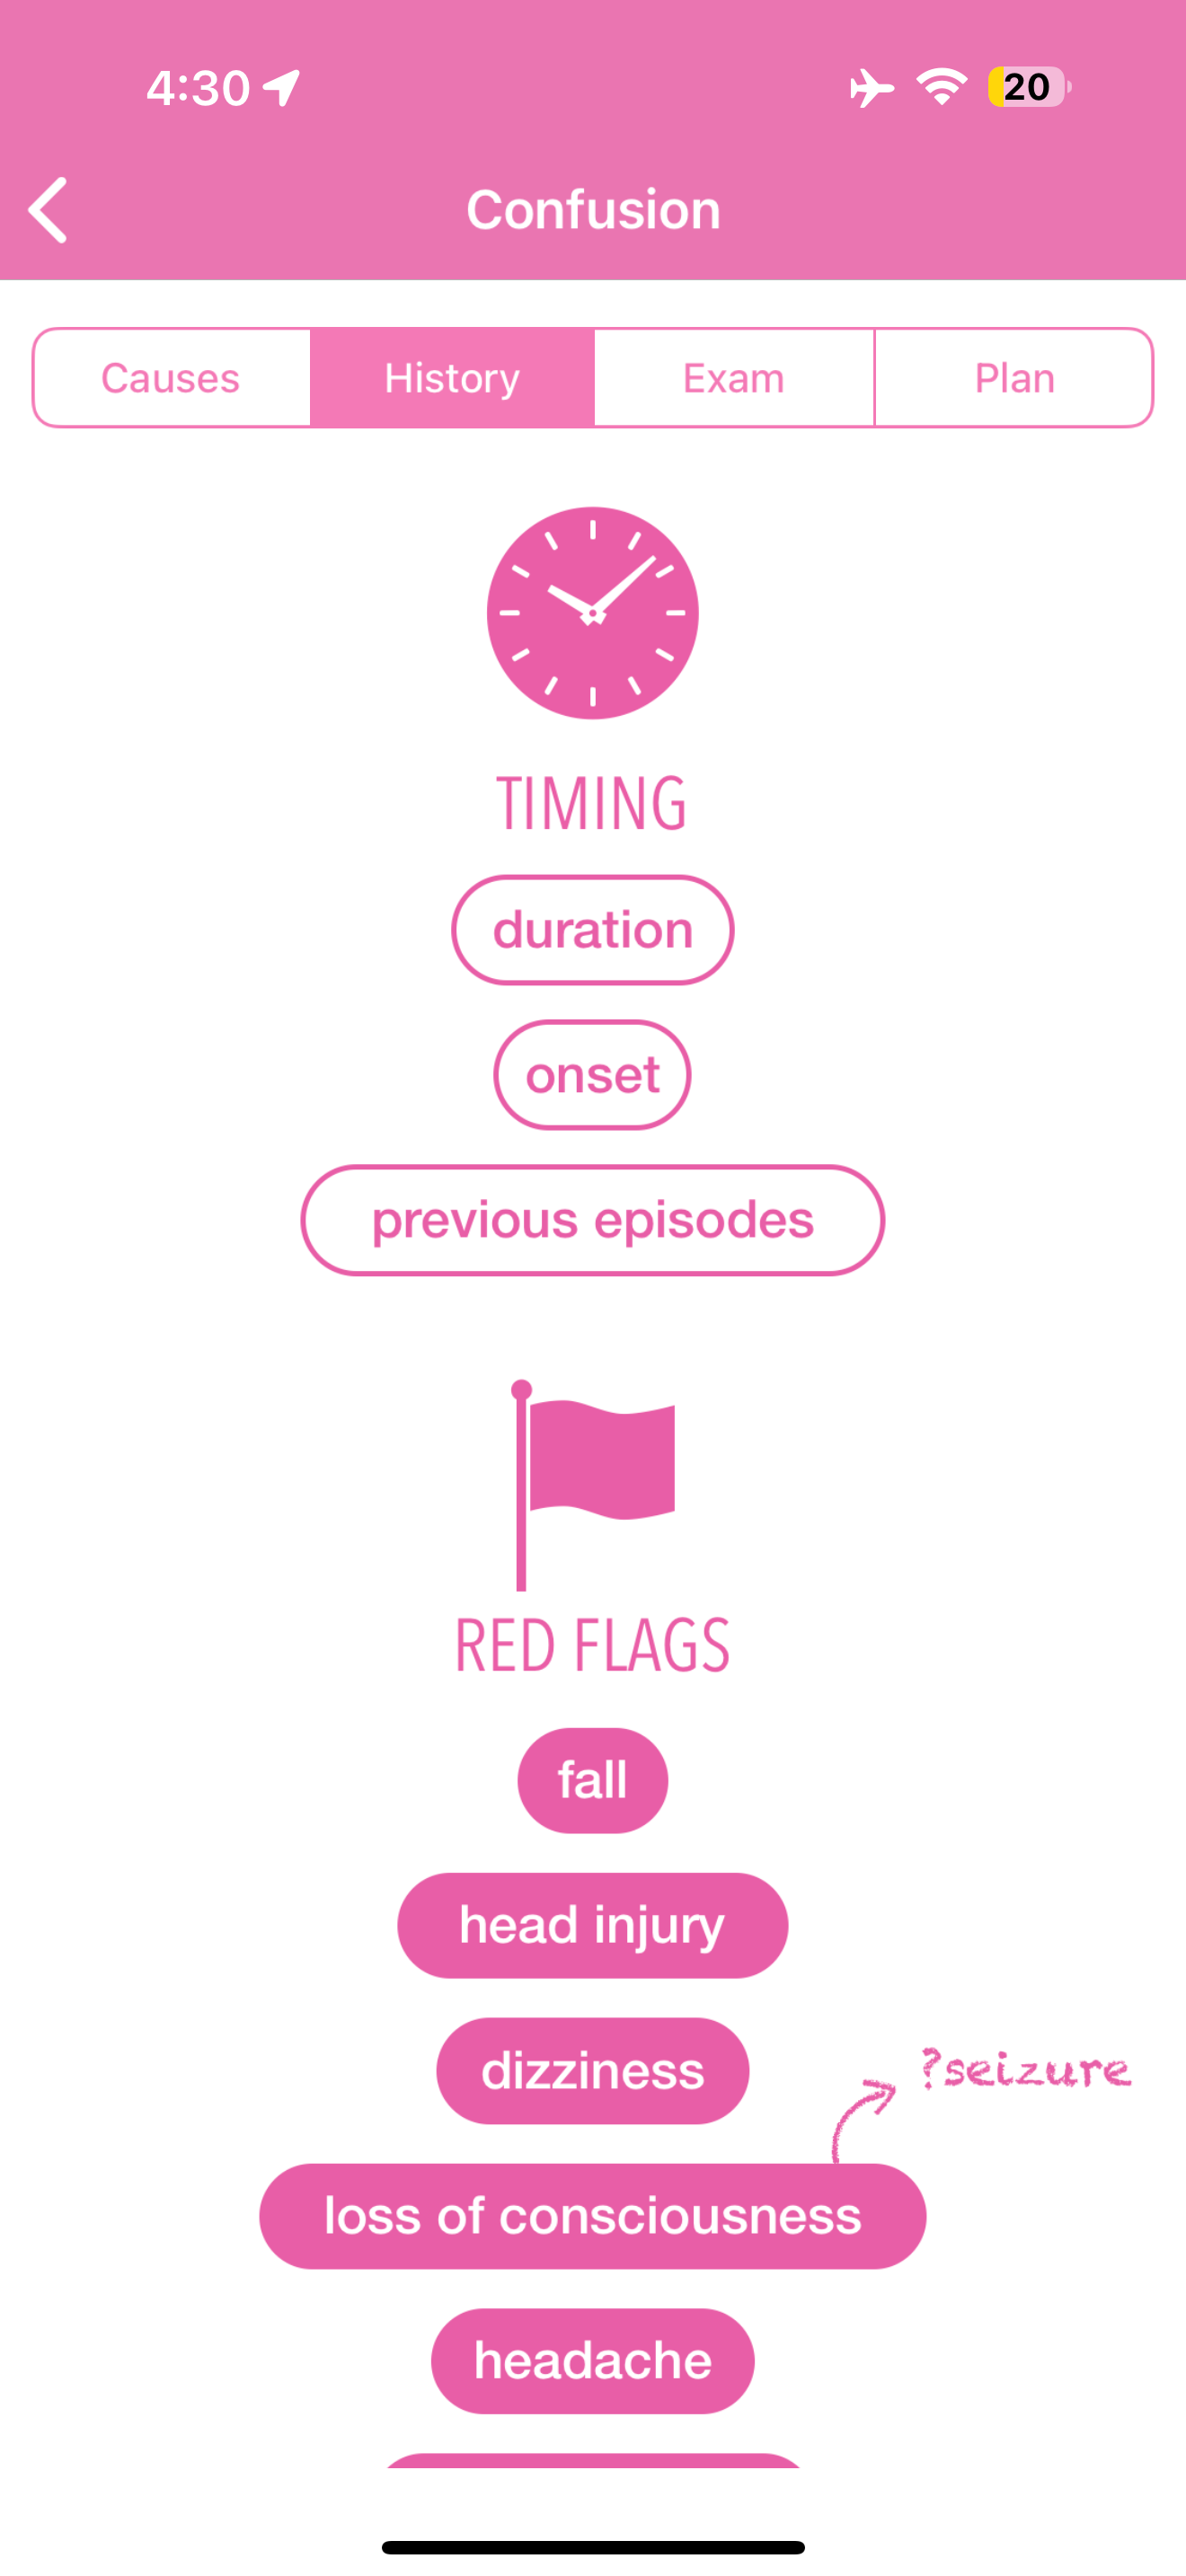 4:30
20
Confusion
Causes History Exam Plan
TIMING
duration
onset
previous episodes
RED FLAGS
fall
head injury
dizziness
?seizure
loss of consciousness
headache